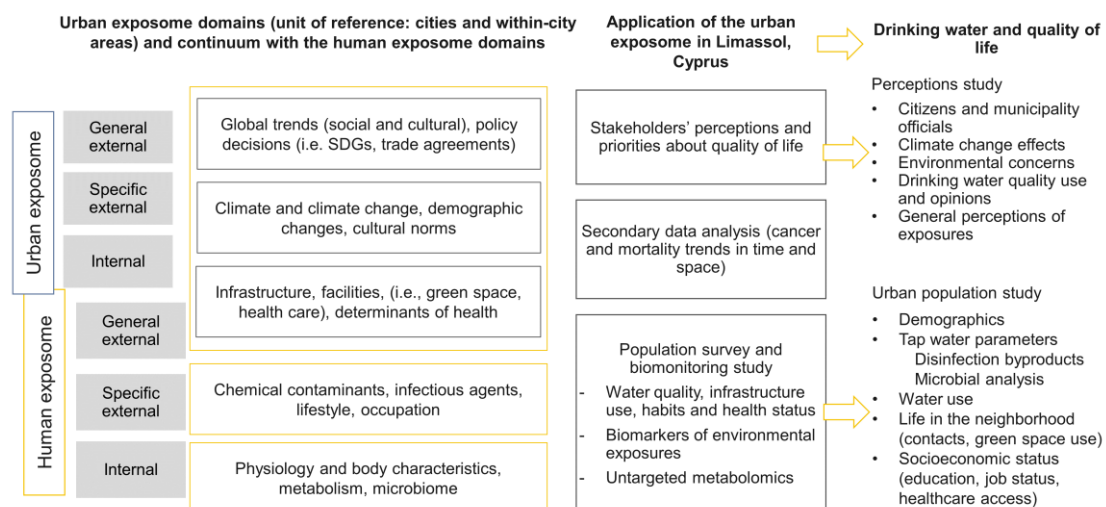 Urban exposome domains (unit of reference: cities and within-city
areas) and continuum with the human exposome domains
Urban exposome
Human exposome
General
external
Specific
external
Internal
General
external
Specific
external
Internal
Global trends (social and cultural), policy
decisions (i.e. SDGs, trade agreements)
Climate and climate change, demographic
changes, cultural norms
Infrastructure, facilities, (i.e., green space,
health care), determinants of health
Chemical contaminants, infectious agents,
lifestyle, occupation
Physiology and body characteristics,
metabolism, microbiome
Application of the urban
exposome in Limassol,
Cyprus
Stakeholders' perceptions and
priorities about quality of life
Secondary data analysis (cancer
and mortality trends in time and
space)
Population survey and
biomonitoring study
- Water quality, infrastructure
use, habits and health status
- Biomarkers of environmental
exposures
- Untargeted metabolomics
Drinking water and quality of
life
Perceptions study
• Citizens and municipality
officials
• Climate change effects
• Environmental concerns
• Drinking water quality use
and opinions
• General perceptions of
exposures
Urban population study
• Demographics
• Tap water parameters
Disinfection byproducts
Microbial analysis
• Water use
• Life in the neighborhood
(contacts, green space use)
• Socioeconomic status
(education, job status,
healthcare access)